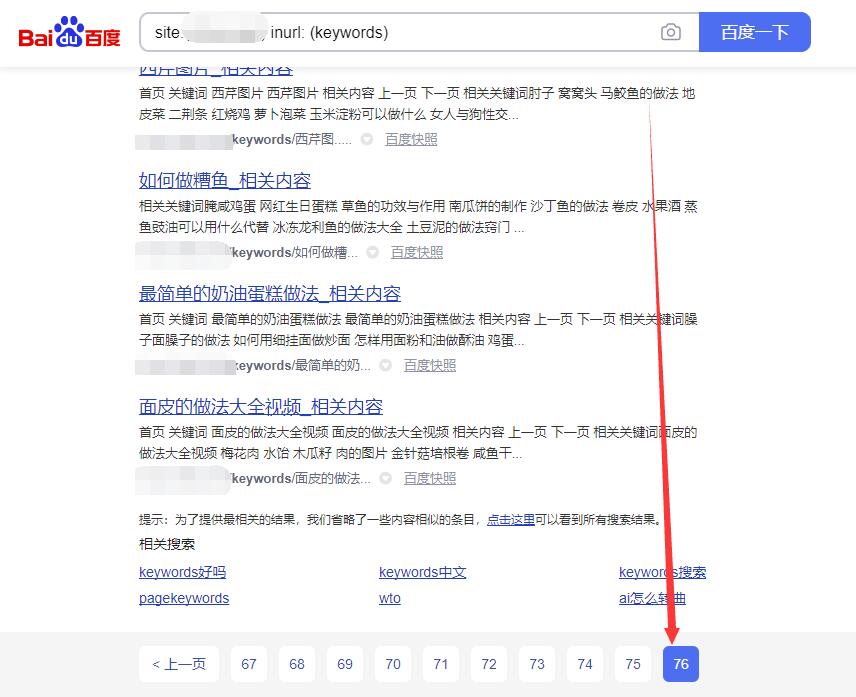 Bai du 百度
site: inurl: (keywords)
百度一下
西芹图片_相关内容
首页 关键词 西芹图片 西芹图片 相关内容 上一页 下一页 相关关键词肘子 窝窝头 马鲛鱼的做法 地
皮菜 二荆条 红烧鸡 萝卜泡菜 玉米淀粉可以做什么 女人与狗性交...
keywords/西芹图..... 百度快照
如何做糟鱼_相关内容
相关关键词腌咸鸡蛋 网红生日蛋糕 草鱼的功效与作用 南瓜饼的制作 沙丁鱼的做法 卷皮 水果酒 蒸
鱼豉油可以用什么代替 冰冻龙利鱼的做法大全 土豆泥的做法窍门 ...
keywords/如何做糟... 百度快照
最简单的奶油蛋糕做法_相关内容
首页 关键词 最简单的奶油蛋糕做法 最简单的奶油蛋糕做法 相关内容 上一页 下一页 相关关键词臊
子面臊子的做法 如何用细挂面做炒面 怎样用面粉和油做酥油 鸡蛋...
keywords/最简单的奶... 百度快照
面皮的做法大全视频_相关内容
首页 关键词 面皮的做法大全视频 面皮的做法大全视频 相关内容 上一页 下一页 相关关键词面皮的
做法大全视频 梅花肉 水饴 木瓜籽 肉的图片 金针菇培根卷 咸鱼干...
keywords/面皮的做法... 百度快照
提示：为了提供最相关的结果，我们省略了一些内容相似的条目，点击这里可以看到所有搜索结果。
相关搜索
keywords好吗 keywords中文 keywords搜索
pagekeywords wto ai怎么转曲
< 上一页 67 68 69 70 71 72 73 74 75 76